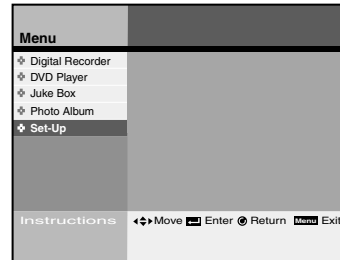 Menu
Digital Recorder
DVD Player
Juke Box
Photo Album
Set-Up
Instructions Move Enter Return Menu Exit